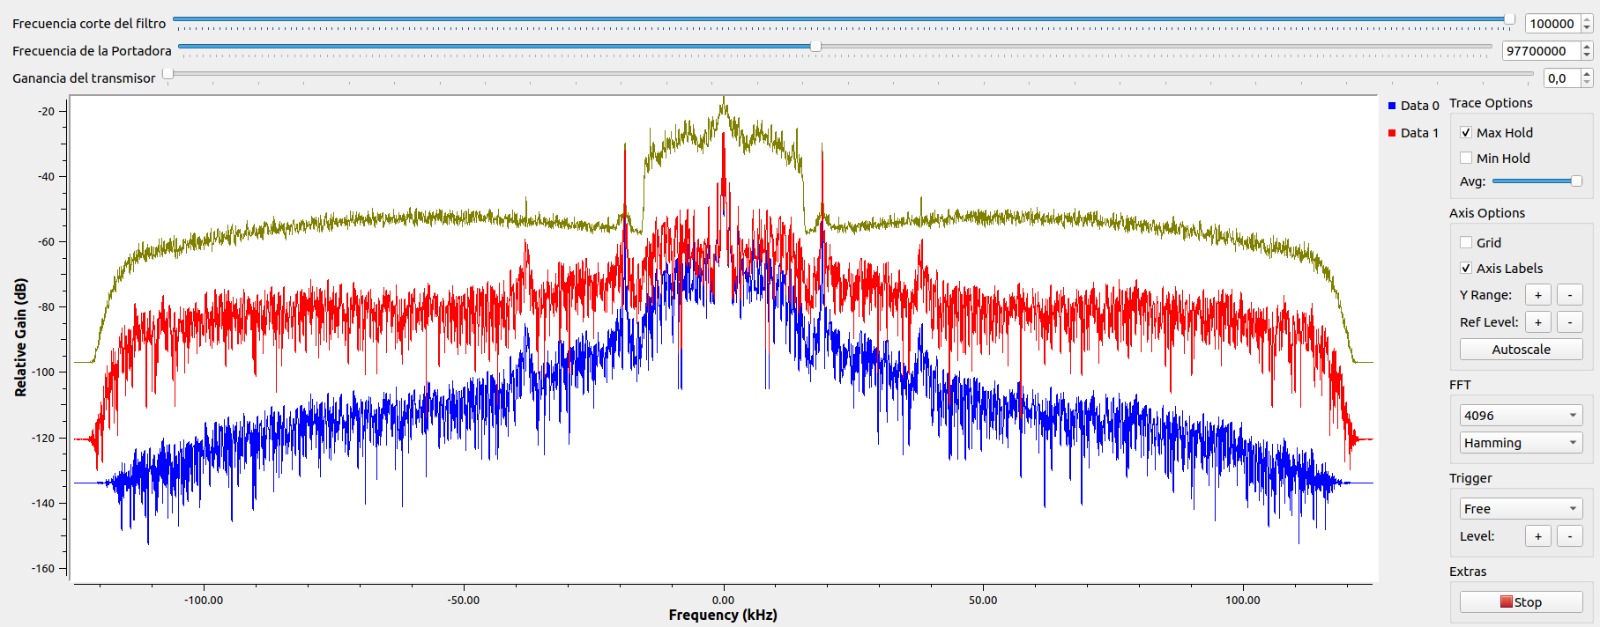 Frecuencia corte del filtro 100000
Frecuencia de la Portadora 97700000
Ganancia del transmisor 0,0
Data 0
Data 1
Trace Options
Max Hold
Min Hold
Avg:
Axis Options
Grid
Axis Labels
Y Range: + -
Ref Level: + -
Autoscale
FFT
4096
Hamming
Trigger
Free
Level: + -
Extras
Stop
Relative Gain (dB)
-20
-40
-60
-80
-100
-120
-140
-160
-100.00 -50.00 0.00 50.00 100.00
Frequency (kHz)